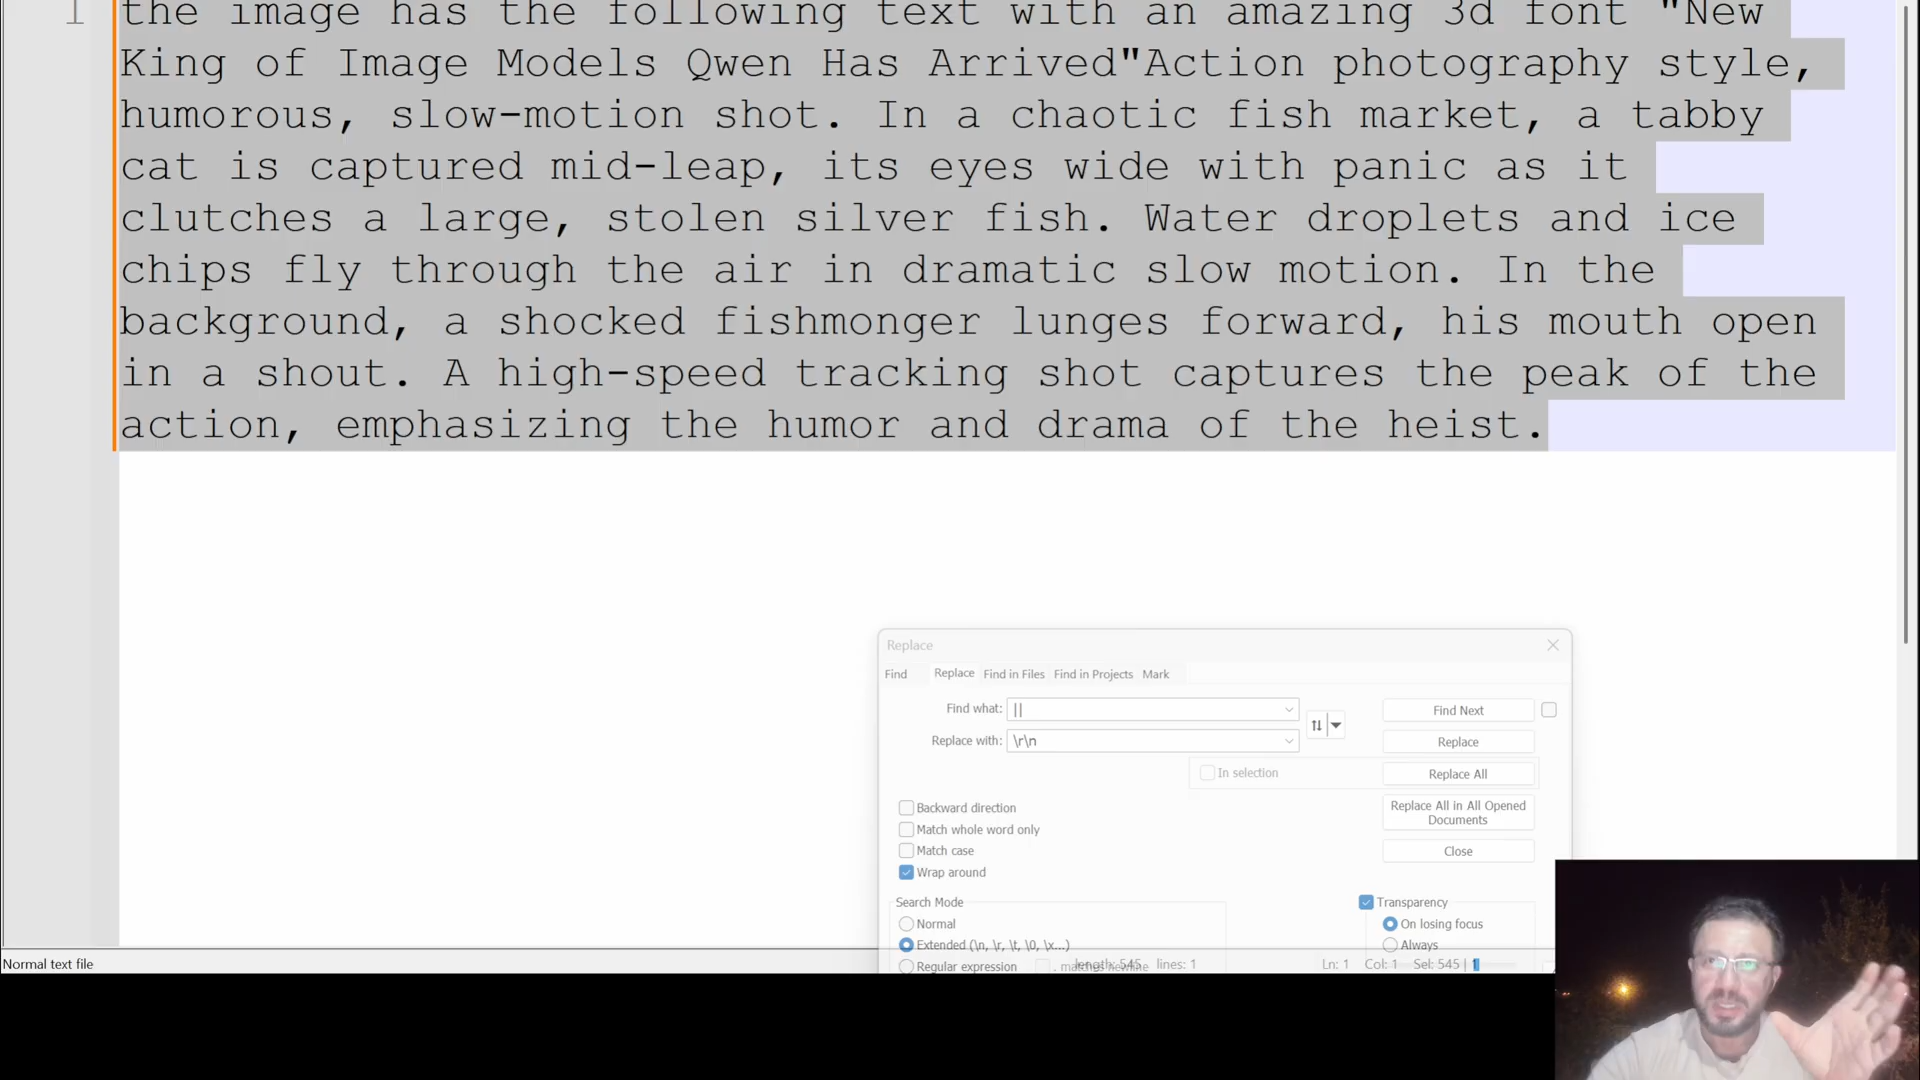 1
the image has the following text with an amazing 3d font "New
King of Image Models Qwen Has Arrived"Action photography style,
humorous, slow-motion shot. In a chaotic fish market, a tabby
cat is captured mid-leap, its eyes wide with panic as it
clutches a large, stolen silver fish. Water droplets and ice
chips fly through the air in dramatic slow motion. In the
background, a shocked fishmonger lunges forward, his mouth open
in a shout. A high-speed tracking shot captures the peak of the
action, emphasizing the humor and drama of the heist.
Replace
Find Replace Find in Files Find in Projects Mark
Find what: || Find Next
Replace with: \r\n Replace
In selection Replace All
Backward direction Replace All in All Opened
Documents
Match whole word only
Match case Close
Wrap around
Search Mode Transparency
Normal On losing focus
Extended (\n, \r, \t, \0, \x...) Always
Regular expression . matches newline
Normal text file length: 545 lines: 1 Ln: 1 Col: 1 Sel: 545 | 1